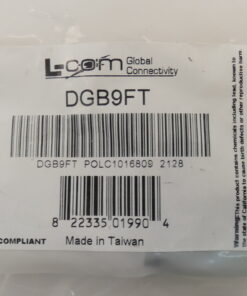 L-com Global
Connectivity
DGB9FT
DGB9FT POLC1016809 2128
8 22335 01990 4
COMPLIANT Made in Taiwan
Warning: This product contains chemicals including lead, known to
the state of California to cause birth defects or other reproductive harm.